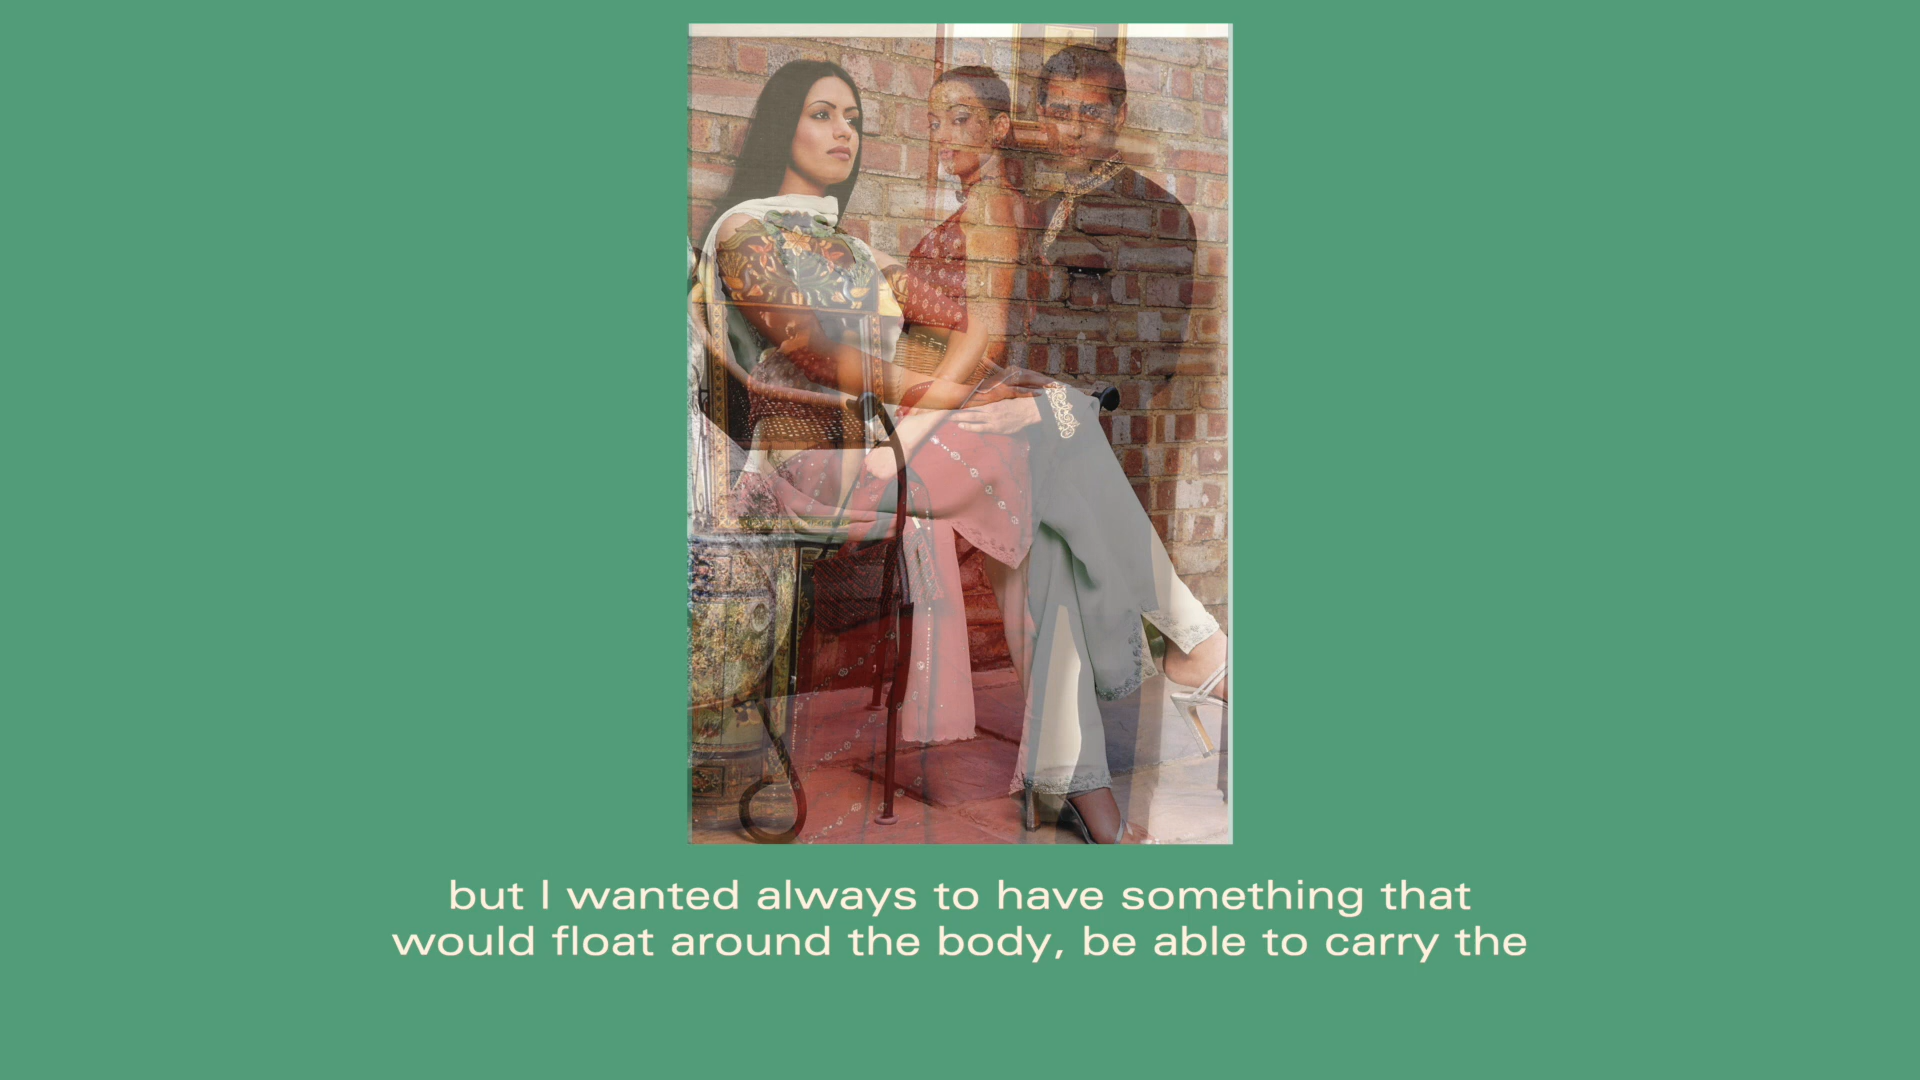 but I wanted always to have something that
would float around the body, be able to carry the